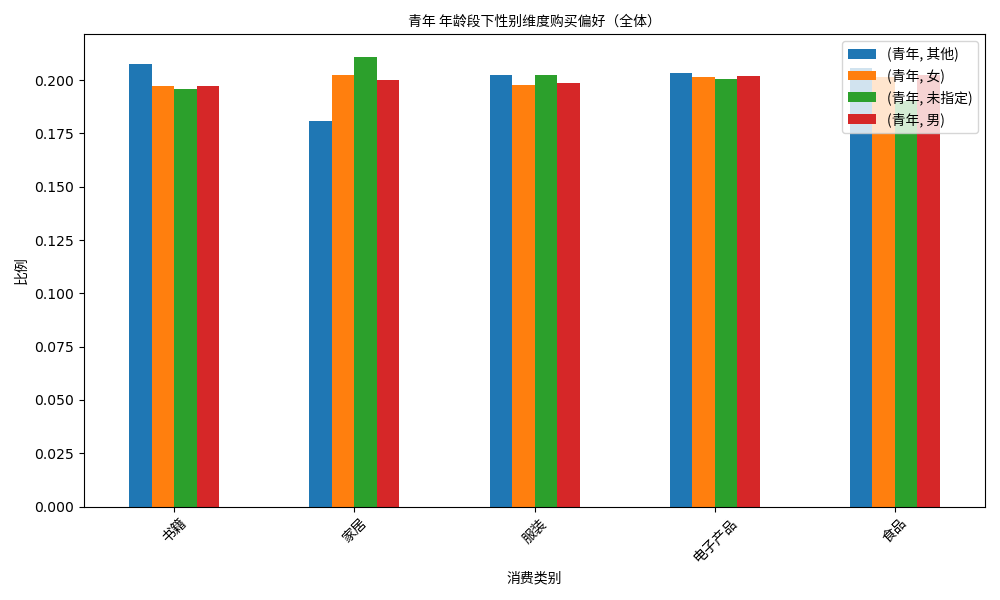 青年 年龄段下性别维度购买偏好（全体）
(青年, 其他)
(青年, 女)
(青年, 未指定)
(青年, 男)
比例
0.200
0.175
0.150
0.125
0.100
0.075
0.050
0.025
0.000
书籍
家居
服装
电子产品
食品
消费类别